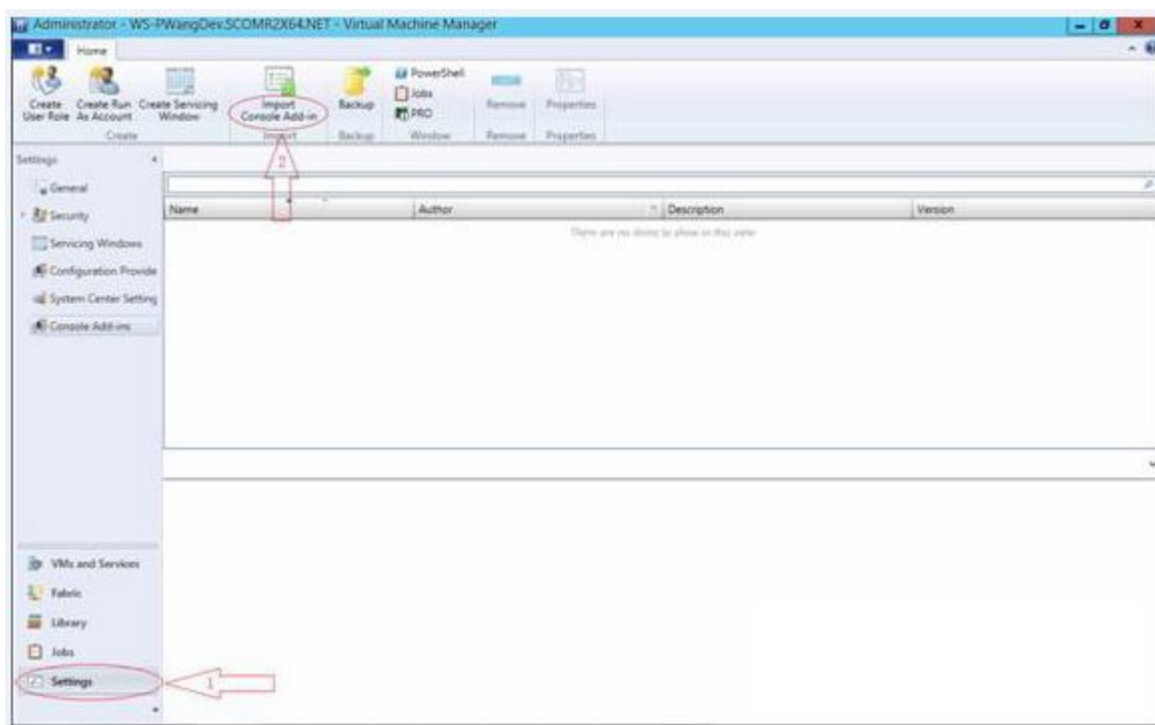 Administrator - WS-PWangDev.SCOMR2X64.NET - Virtual Machine Manager
Home
Create User Role
Create Run As Account
Create Servicing Window
Import Console Add-in
Backup
PowerShell
Jobs
PRO
Remove
Properties
Create
Import
Backup
Window
Remove
Properties
2
Settings
General
Security
Servicing Windows
Configuration Provide
System Center Setting
Console Add-ins
Name
Author
Description
Version
There are no items to show in this view
VMs and Services
Fabric
Library
Jobs
Settings
1